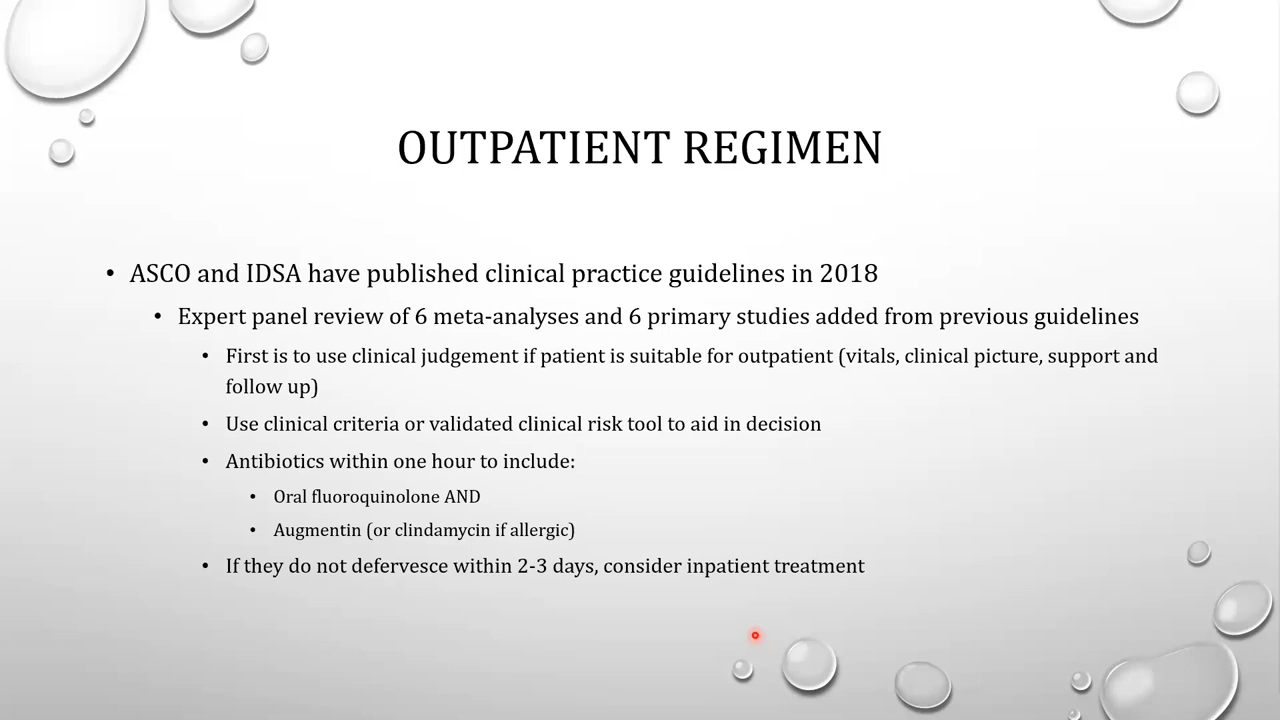 OUTPATIENT REGIMEN
• ASCO and IDSA have published clinical practice guidelines in 2018
• Expert panel review of 6 meta-analyses and 6 primary studies added from previous guidelines
• First is to use clinical judgement if patient is suitable for outpatient (vitals, clinical picture, support and
follow up)
• Use clinical criteria or validated clinical risk tool to aid in decision
• Antibiotics within one hour to include:
• Oral fluoroquinolone AND
• Augmentin (or clindamycin if allergic)
• If they do not defervesce within 2-3 days, consider inpatient treatment